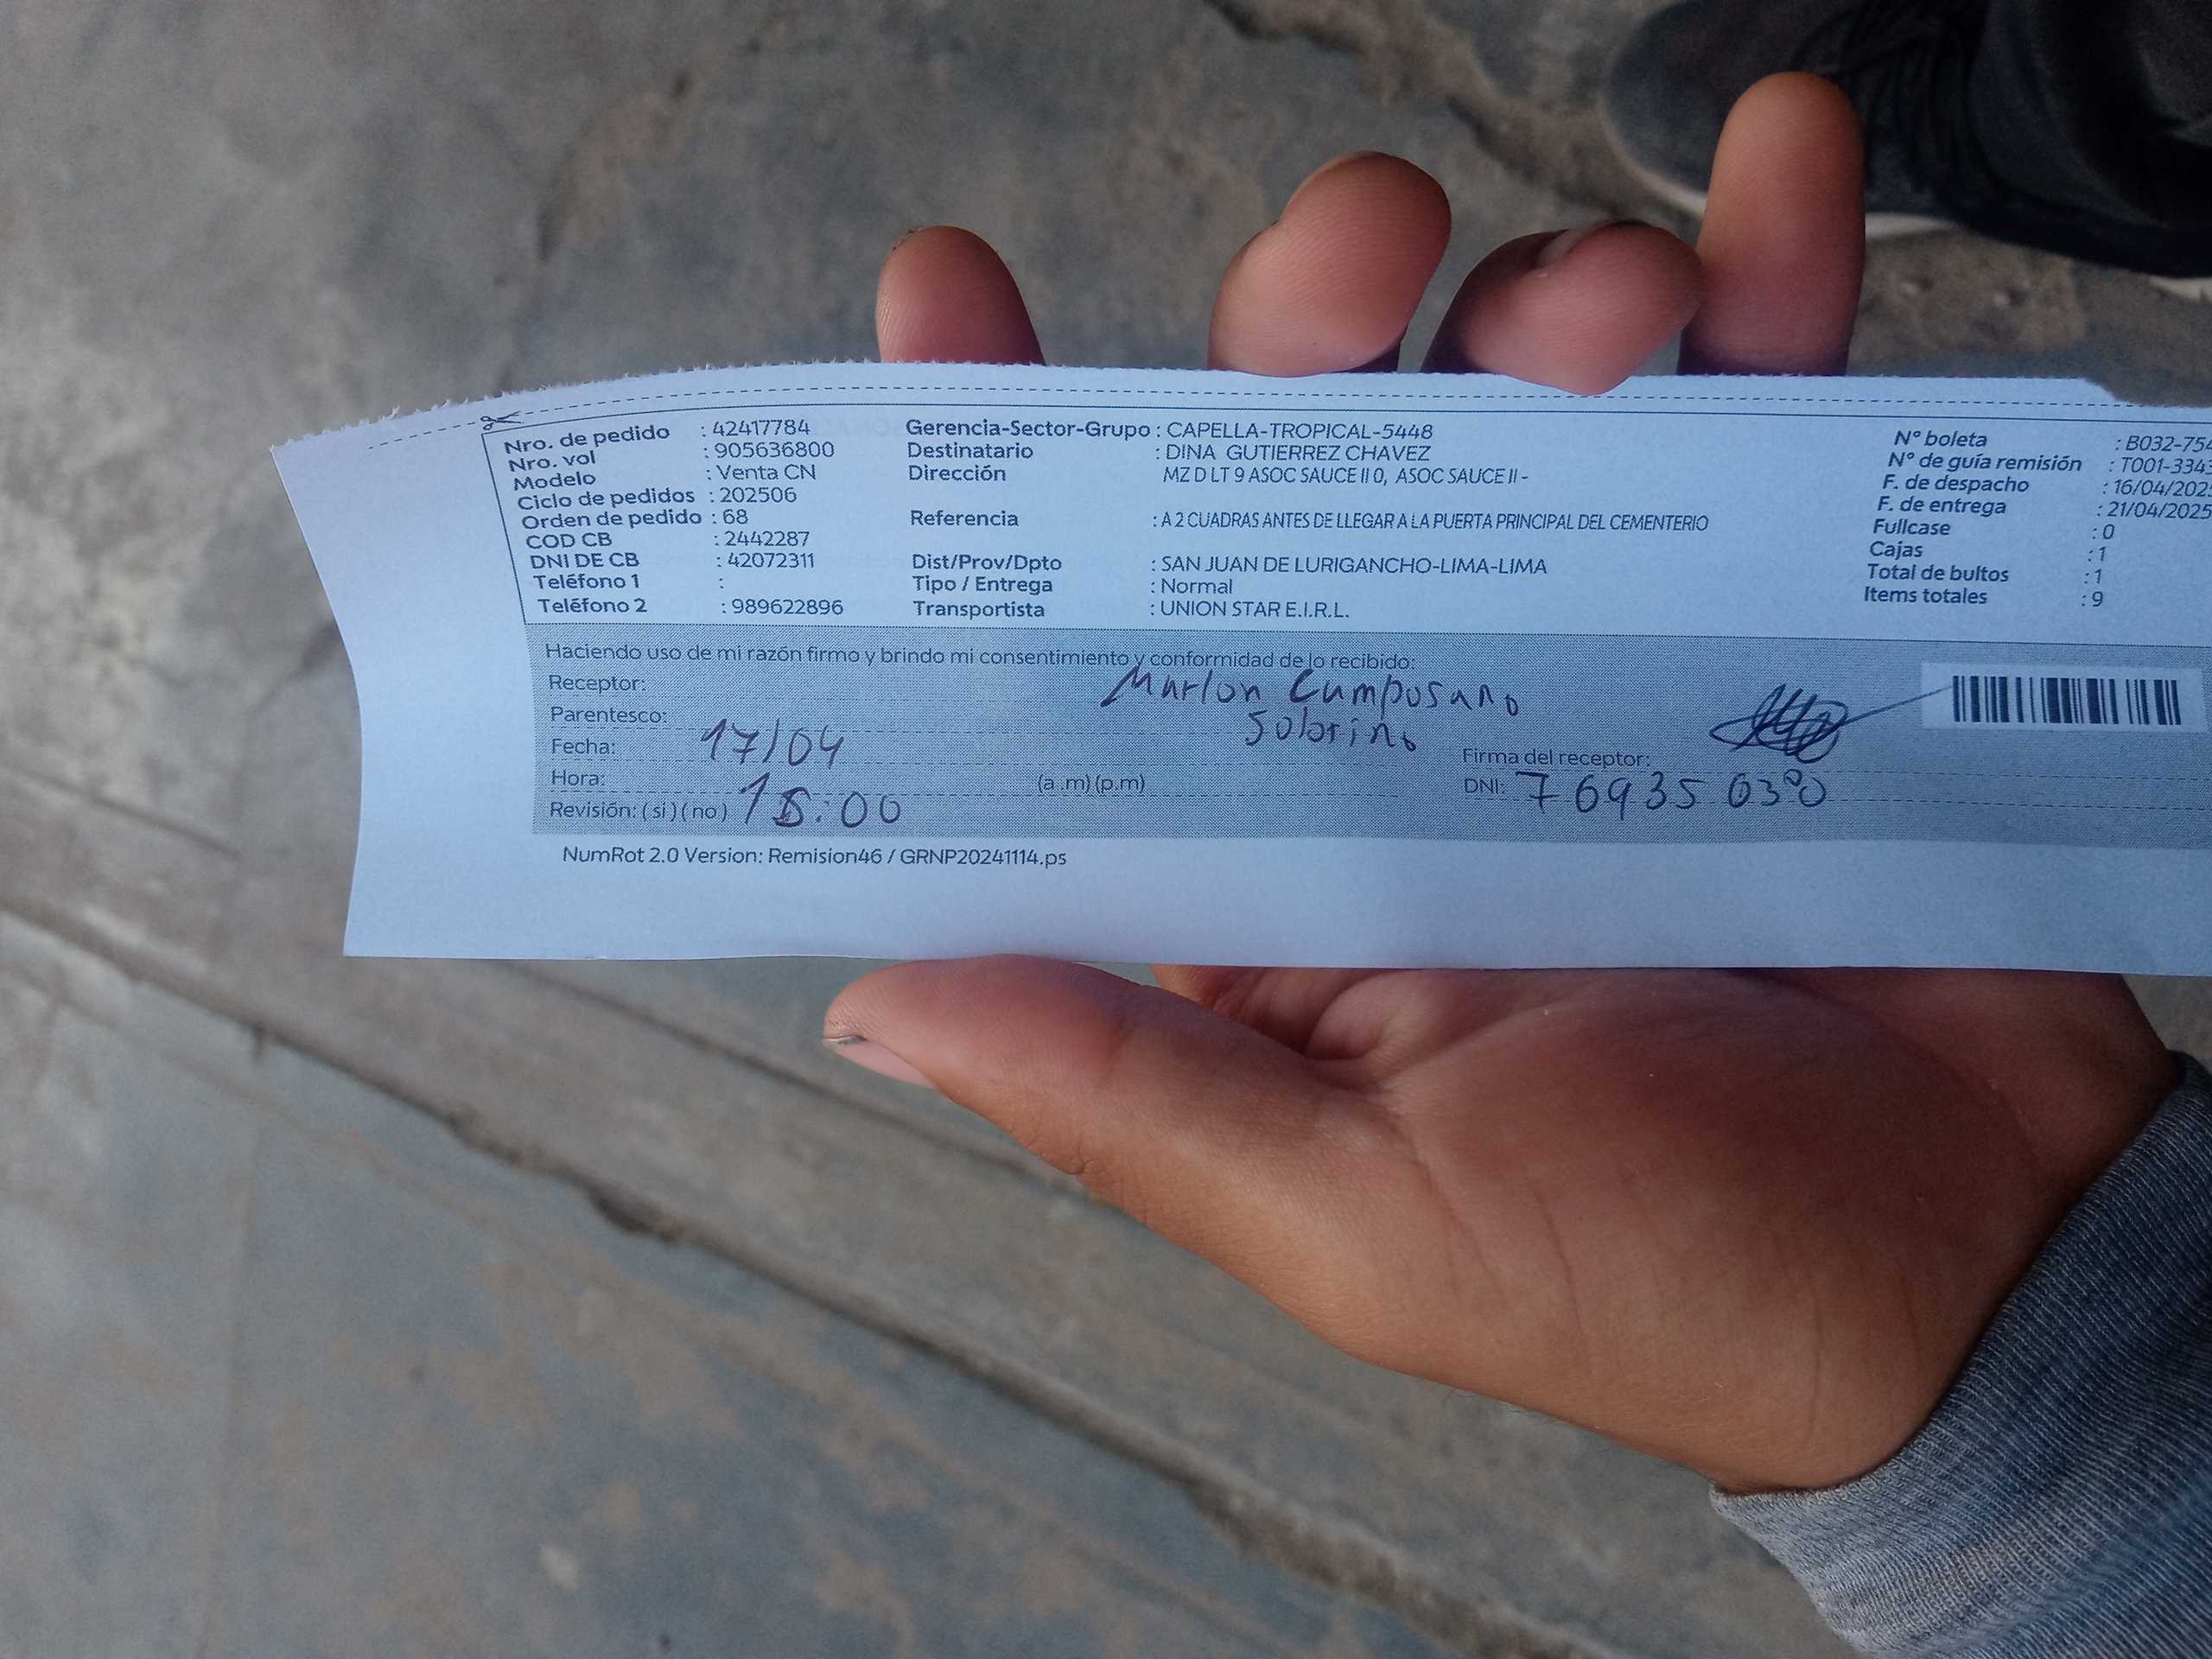 Nro. de pedido : 42417784
Nro. vol : 905636800
Modelo : Venta CN
Ciclo de pedidos : 202506
Orden de pedido : 68
COD CB : 2442287
DNI DE CB : 42072311
Teléfono 1 :
Teléfono 2 : 989622896
Gerencia-Sector-Grupo : CAPELLA-TROPICAL-5448
Destinatario : DINA GUTIERREZ CHAVEZ
Dirección MZ D LT 9 ASOC SAUCE II 0, ASOC SAUCE II -
Referencia : A 2 CUADRAS ANTES DE LLEGAR A LA PUERTA PRINCIPAL DEL CEMENTERIO
Dist/Prov/Dpto : SAN JUAN DE LURIGANCHO-LIMA-LIMA
Tipo / Entrega : Normal
Transportista : UNION STAR E.I.R.L.
N° boleta : B032-754
N° de guía remisión : T001-3343
F. de despacho : 16/04/202
F. de entrega : 21/04/2025
Fullcase : 0
Cajas : 1
Total de bultos : 1
Items totales : 9
Haciendo uso de mi razón firmo y brindo mi consentimiento y conformidad de lo recibido:
Receptor: Marlon Camposano
Parentesco: Sobrino
Fecha: 17/04
Firma del receptor:
Hora: (a .m) (p.m)
DNI:
Revisión: ( si ) ( no )
NumRot 2.0 Version: Remision46 / GRNP20241114.ps